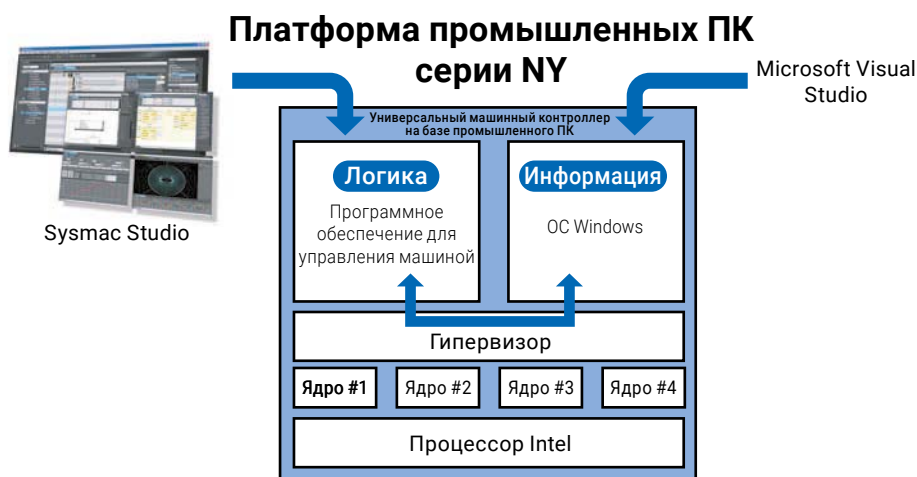 Платформа промышленных ПК
серии NY
Microsoft Visual
Studio
Sysmac Studio
Универсальный машинный контроллер
на базе промышленного ПК
Логика
Программное
обеспечение для
управления машиной
Информация
ОС Windows
Гипервизор
Ядро #1
Ядро #2
Ядро #3
Ядро #4
Процессор Intel